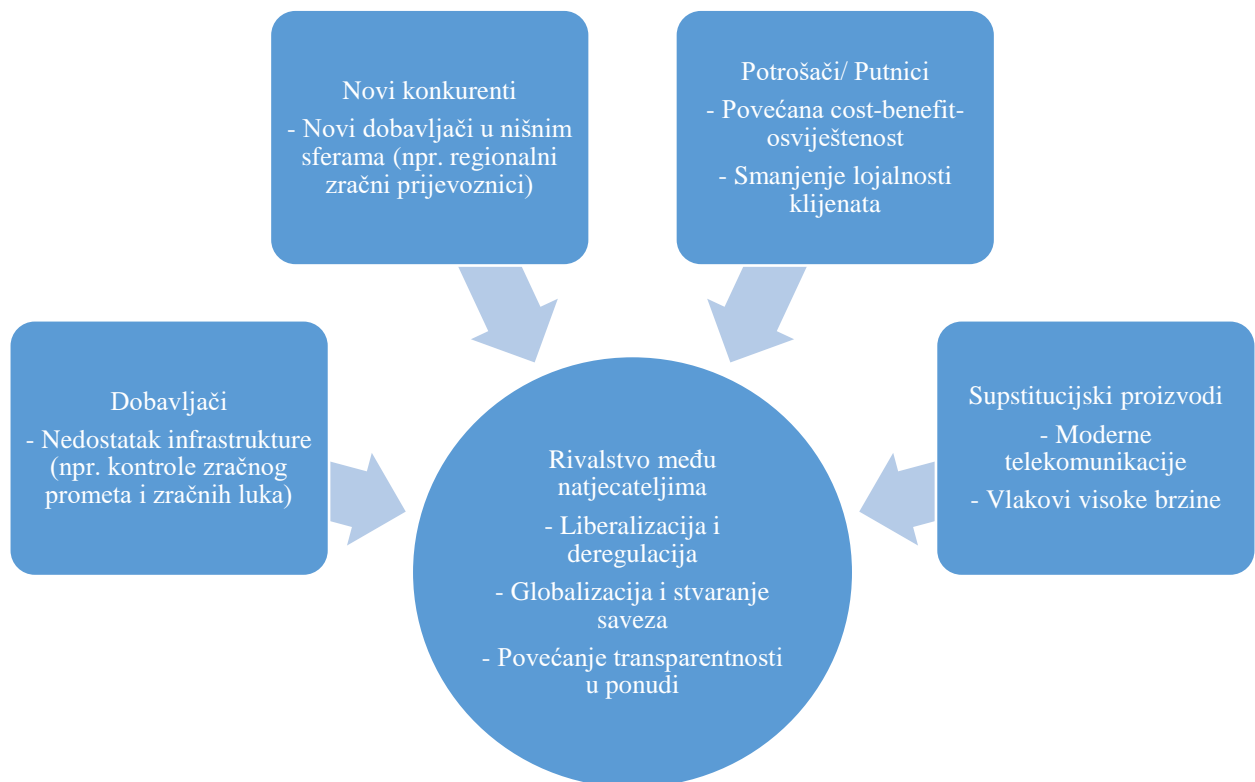 Novi konkurenti
- Novi dobavljači u nišnim
sferama (npr. regionalni
zračni prijevoznici)
Potrošači/ Putnici
- Povećana cost-benefit-
osviještenost
- Smanjenje lojalnosti
klijenata
Dobavljači
- Nedostatak infrastrukture
(npr. kontrole zračnog
prometa i zračnih luka)
Supstitucijski proizvodi
- Moderne
telekomunikacije
- Vlakovi visoke brzine
Rivalstvo među
natjecateljima
- Liberalizacija i
deregulacija
- Globalizacija i stvaranje
saveza
- Povećanje transparentnosti
u ponudi